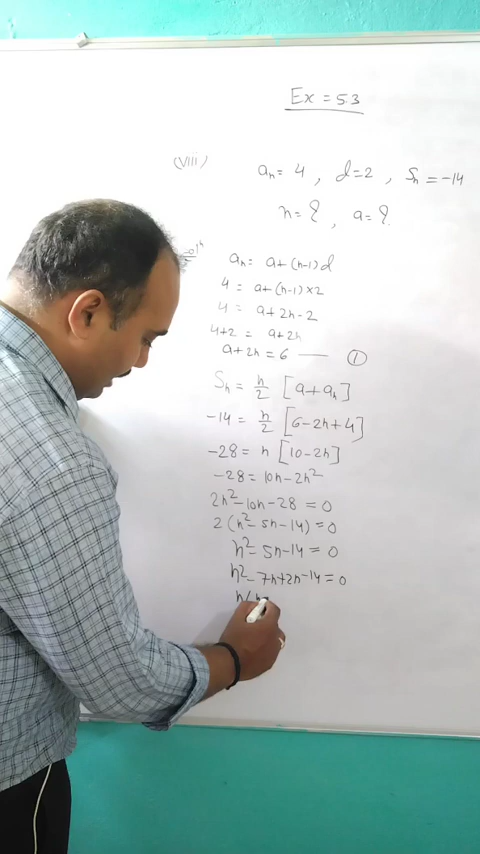 Ex = 5.3
(VIII) aₙ = 4 , d = 2 , Sₙ = -14
n = ? , a = ?
aₙ = a + (n-1) d
4 = a + (n-1) × 2
4 = a + 2n - 2
4+2 = a + 2n
a + 2n = 6 —— ①
Sₙ = n/2 [a + aₙ]
-14 = n/2 [6 - 2n + 4]
-28 = n [10 - 2n]
-28 = 10n - 2n²
2n² - 10n - 28 = 0
2 (n² - 5n - 14) = 0
n² - 5n - 14 = 0
n² - 7n + 2n - 14 = 0
n(n